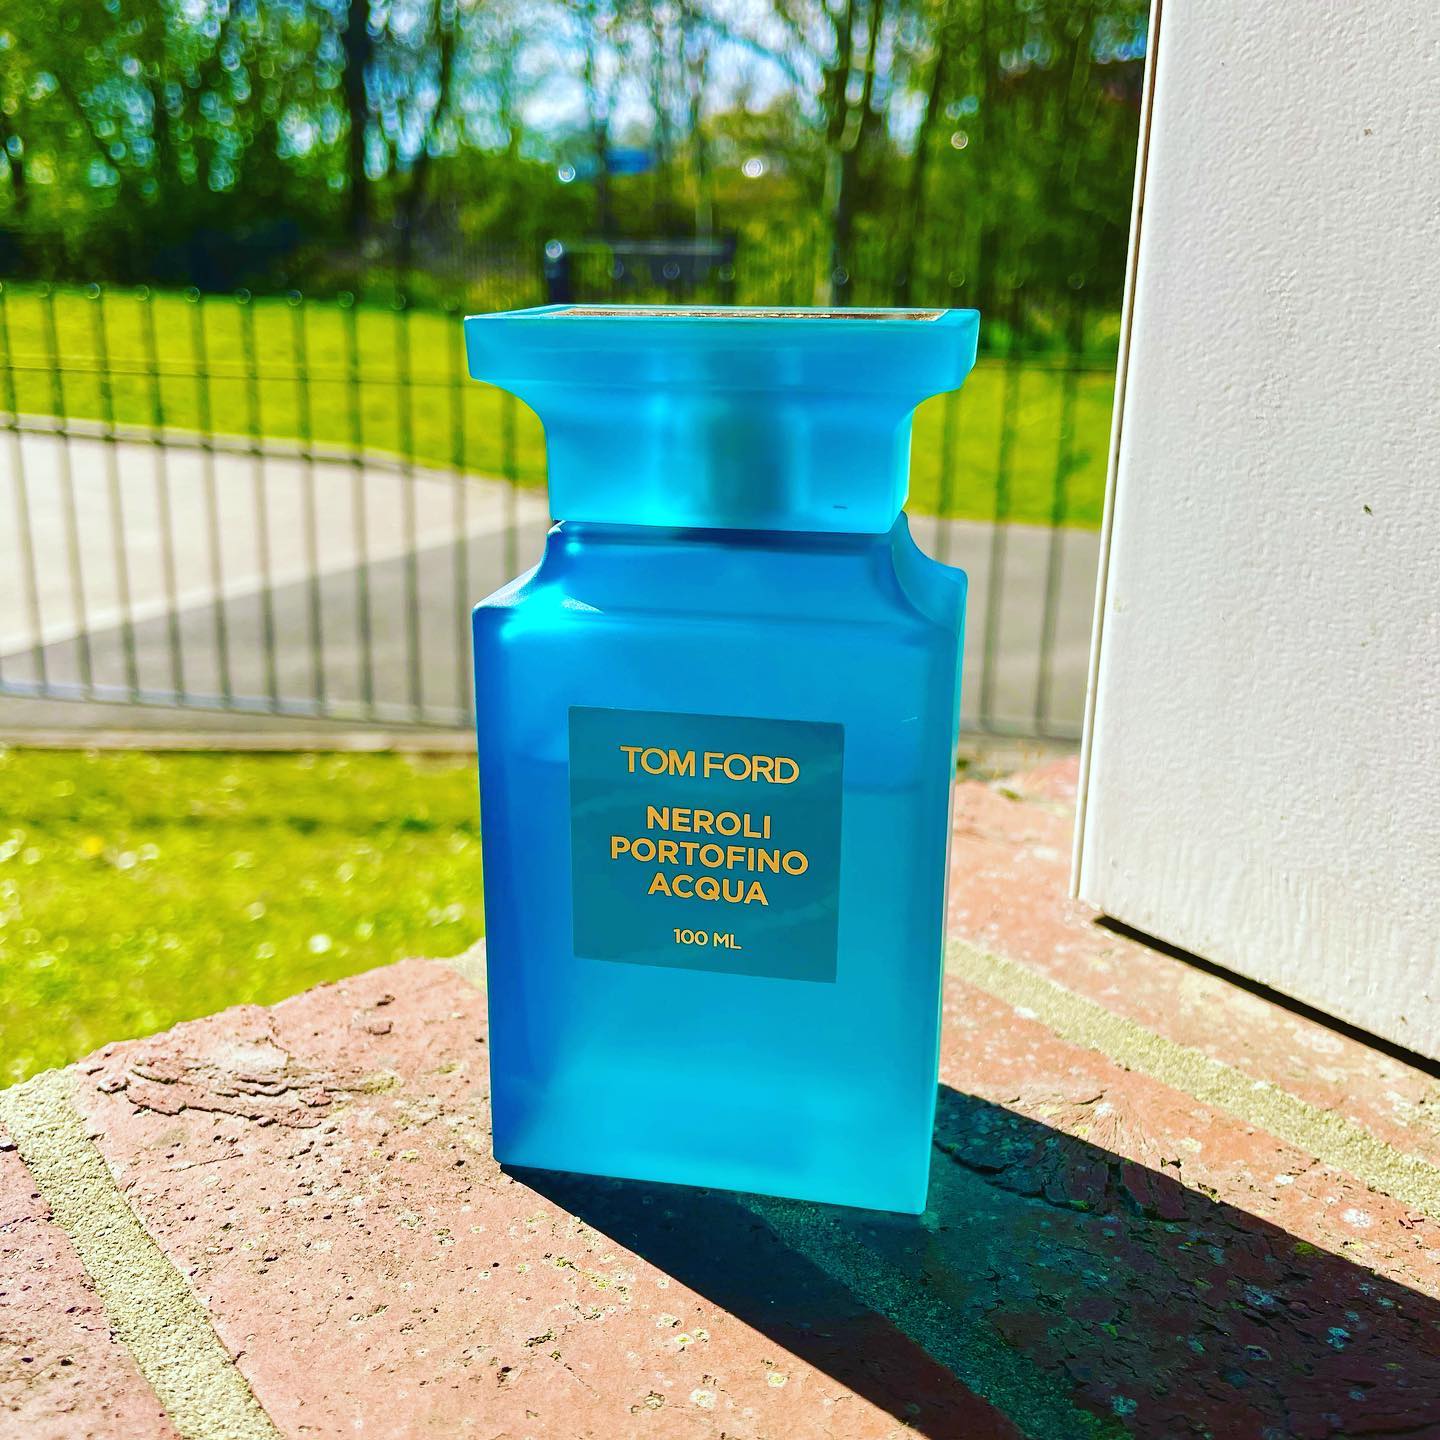 TOM FORD
NEROLI
PORTOFINO
ACQUA
100 ML